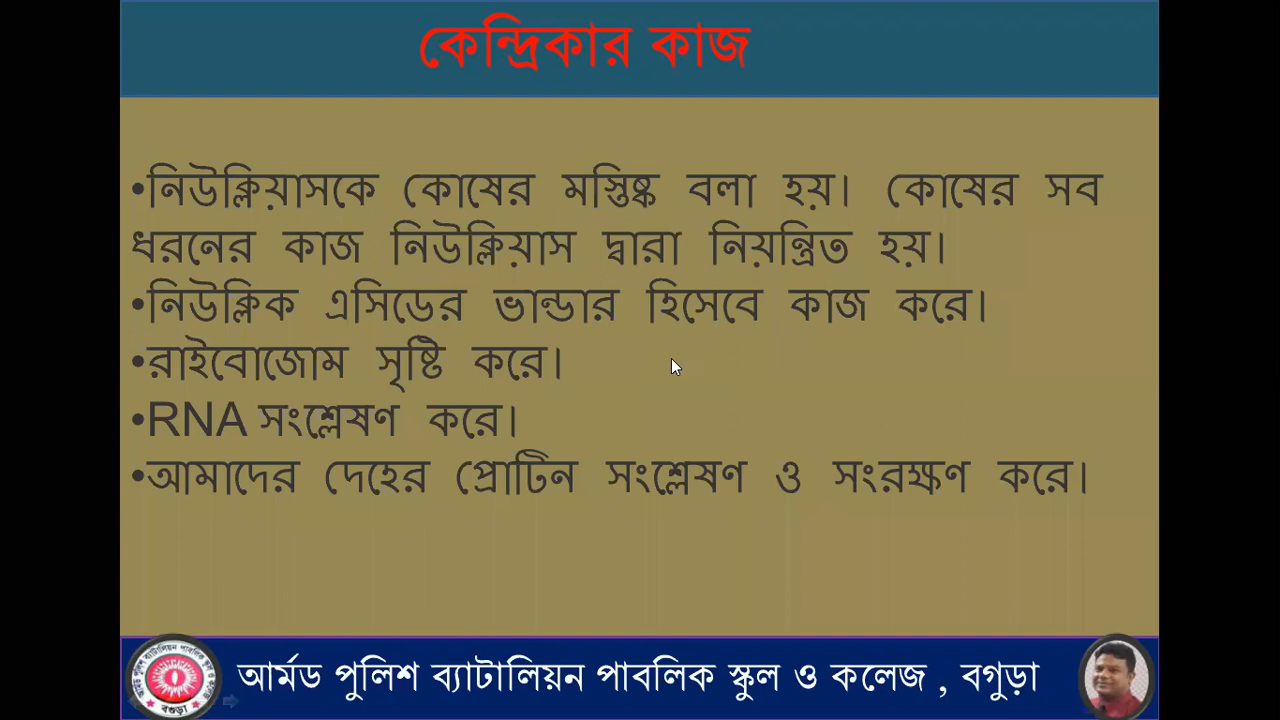 কেন্দ্রিকার কাজ
•নিউক্লিয়াসকে কোষের মস্তিষ্ক বলা হয়। কোষের সব
ধরনের কাজ নিউক্লিয়াস দ্বারা নিয়ন্ত্রিত হয়।
•নিউক্লিক এসিডের ভান্ডার হিসেবে কাজ করে।
•রাইবোজোম সৃষ্টি করে।
•RNA সংশ্লেষণ করে।
•আমাদের দেহের প্রোটিন সংশ্লেষণ ও সংরক্ষণ করে।
আর্মড পুলিশ ব্যাটালিয়ন পাবলিক স্কুল ও কলেজ , বগুড়া